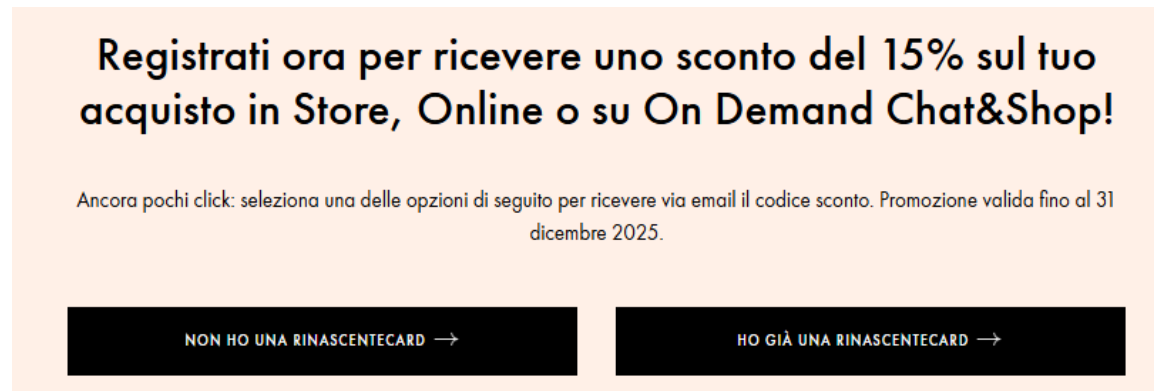 Registrati ora per ricevere uno sconto del 15% sul tuo
acquisto in Store, Online o su On Demand Chat&Shop!
Ancora pochi click: seleziona una delle opzioni di seguito per ricevere via email il codice sconto. Promozione valida fino al 31
dicembre 2025.
NON HO UNA RINASCENTECARD →
HO GIÀ UNA RINASCENTECARD →